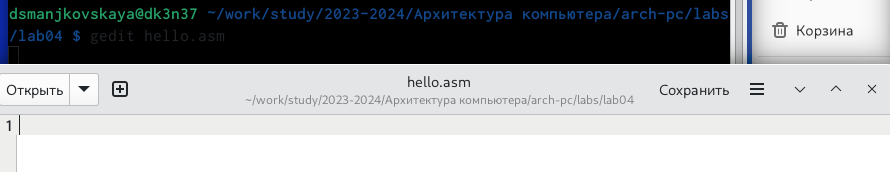 dsmanjkovskaya@dk3n37 ~/work/study/2023-2024/Архитектура компьютера/arch-pc/labs
/lab04 $ gedit hello.asm
Корзина
Открыть
hello.asm
~/work/study/2023-2024/Архитектура компьютера/arch-pc/labs/lab04
Сохранить
1